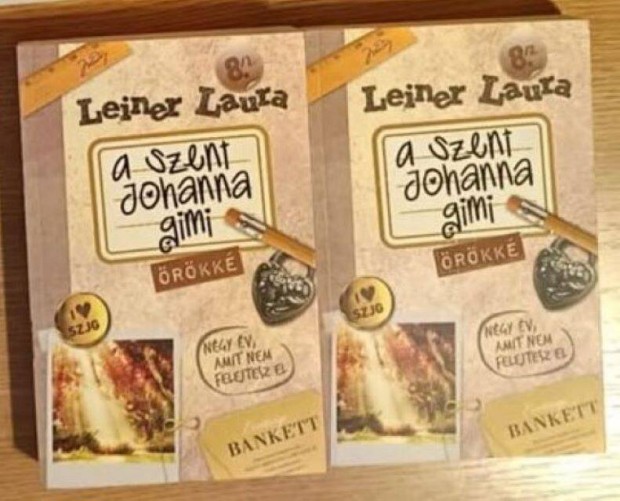 8./2.
Leiner Laura
a Szent
Johanna
gimi
ÖRÖKKÉ
I ♥
SZJG
NÉGY ÉV,
AMIT NEM
FELEJTESZ EL
BANKETT
8./2.
Leiner Laura
a Szent
Johanna
gimi
ÖRÖKKÉ
I ♥
SZJG
NÉGY ÉV,
AMIT NEM
FELEJTESZ EL
BANKETT